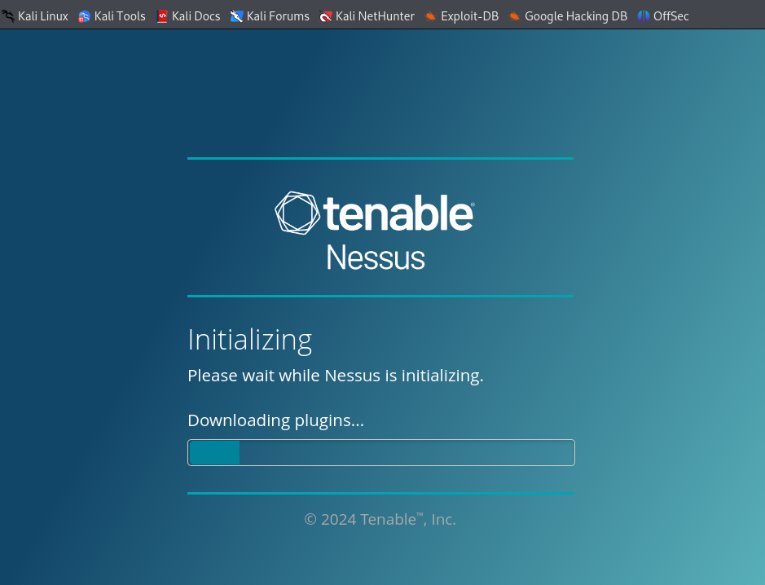 Kali Linux Kali Tools Kali Docs Kali Forums Kali NetHunter Exploit-DB Google Hacking DB OffSec
tenable®
Nessus
Initializing
Please wait while Nessus is initializing.
Downloading plugins...
© 2024 Tenable™, Inc.